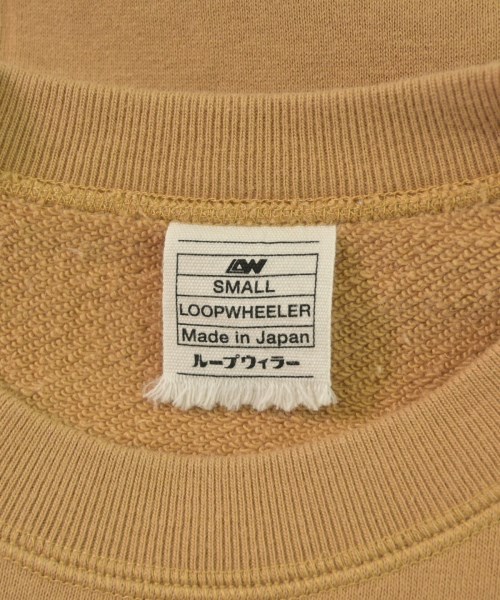 LW
SMALL
LOOPWHEELER
Made in Japan
ループウィラー